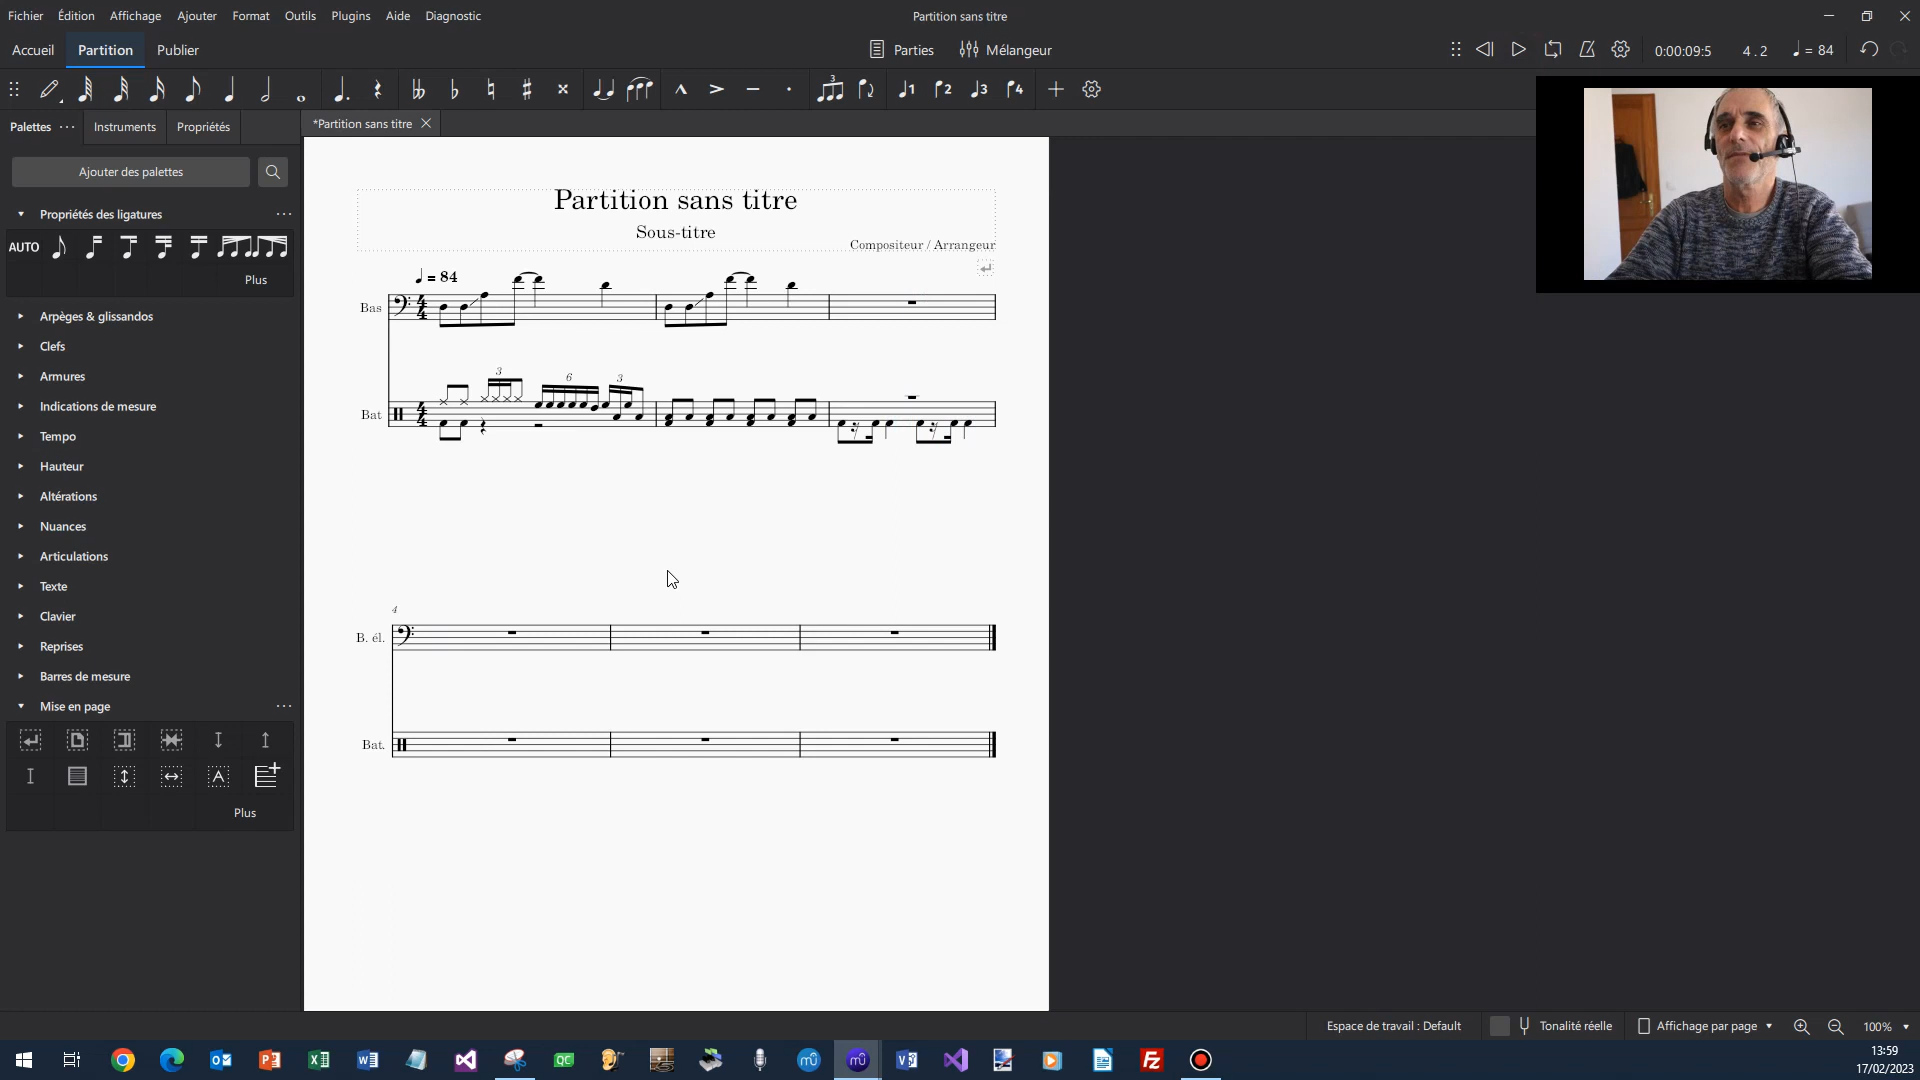 Fichier Édition Affichage Ajouter Format Outils Plugins Aide Diagnostic
Partition sans titre
Accueil Partition Publier
Parties Mélangeur
0:00:09:5 4 . 2 = 84
Palettes Instruments Propriétés
*Partition sans titre
Ajouter des palettes
Propriétés des ligatures
AUTO
Plus
Arpèges & glissandos
Clefs
Armures
Indications de mesure
Tempo
Hauteur
Altérations
Nuances
Articulations
Texte
Clavier
Reprises
Barres de mesure
Mise en page
Plus
Partition sans titre
Sous-titre
Compositeur / Arrangeur
= 84
Bas
3 6 3
Bat
4
B. él.
Bat.
Espace de travail : Default Tonalité réelle Affichage par page 100%
13:59
17/02/2023